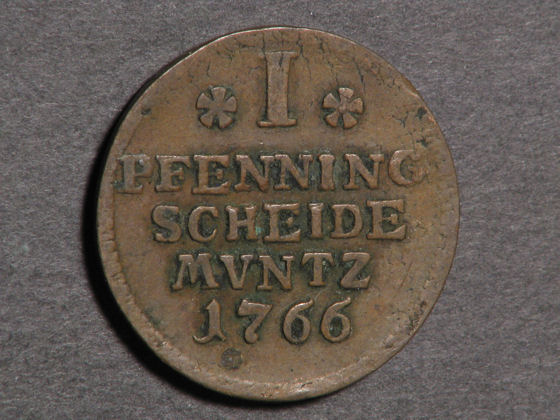 I
PFENNING
SCHEIDE
MVNTZ
1766